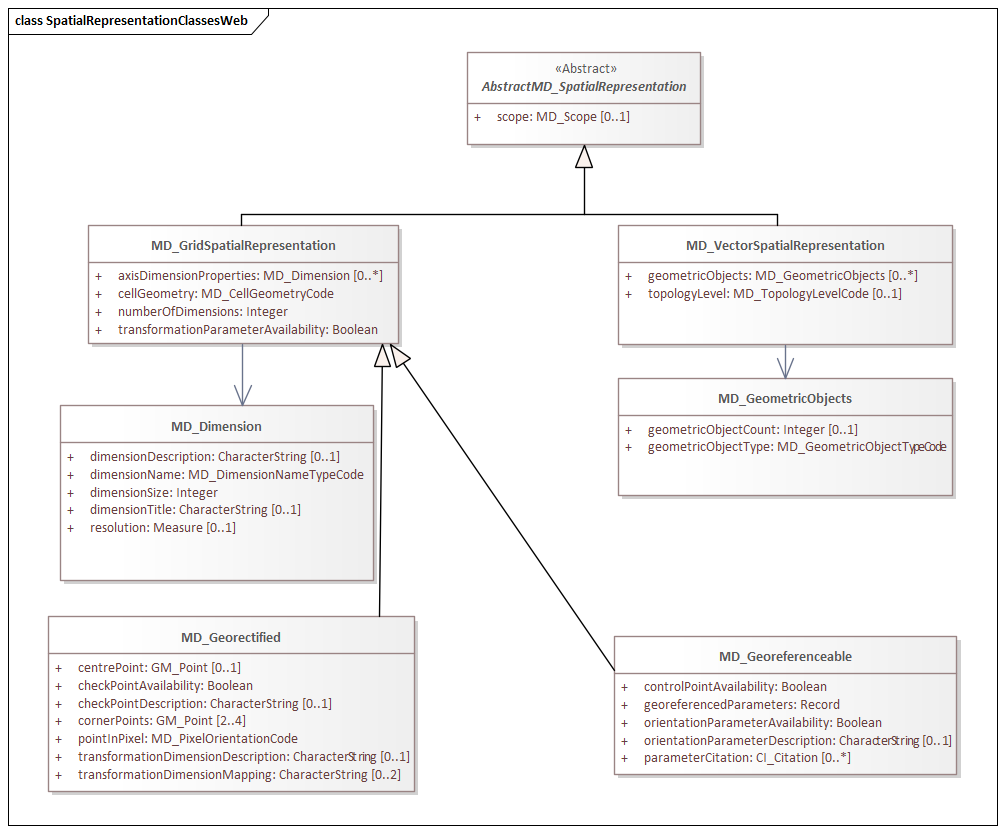 class SpatialRepresentationClassesWeb
«Abstract»
AbstractMD_SpatialRepresentation
+ scope: MD_Scope [0..1]
MD_GridSpatialRepresentation
+ axisDimensionProperties: MD_Dimension [0..*]
+ cellGeometry: MD_CellGeometryCode
+ numberOfDimensions: Integer
+ transformationParameterAvailability: Boolean
MD_VectorSpatialRepresentation
+ geometricObjects: MD_GeometricObjects [0..*]
+ topologyLevel: MD_TopologyLevelCode [0..1]
MD_GeometricObjects
+ geometricObjectCount: Integer [0..1]
+ geometricObjectType: MD_GeometricObjectTypeCode
MD_Dimension
+ dimensionDescription: CharacterString [0..1]
+ dimensionName: MD_DimensionNameTypeCode
+ dimensionSize: Integer
+ dimensionTitle: CharacterString [0..1]
+ resolution: Measure [0..1]
MD_Georectified
+ centrePoint: GM_Point [0..1]
+ checkPointAvailability: Boolean
+ checkPointDescription: CharacterString [0..1]
+ cornerPoints: GM_Point [2..4]
+ pointInPixel: MD_PixelOrientationCode
+ transformationDimensionDescription: CharacterString [0..1]
+ transformationDimensionMapping: CharacterString [0..2]
MD_Georeferenceable
+ controlPointAvailability: Boolean
+ georeferencedParameters: Record
+ orientationParameterAvailability: Boolean
+ orientationParameterDescription: CharacterString [0..1]
+ parameterCitation: CI_Citation [0..*]